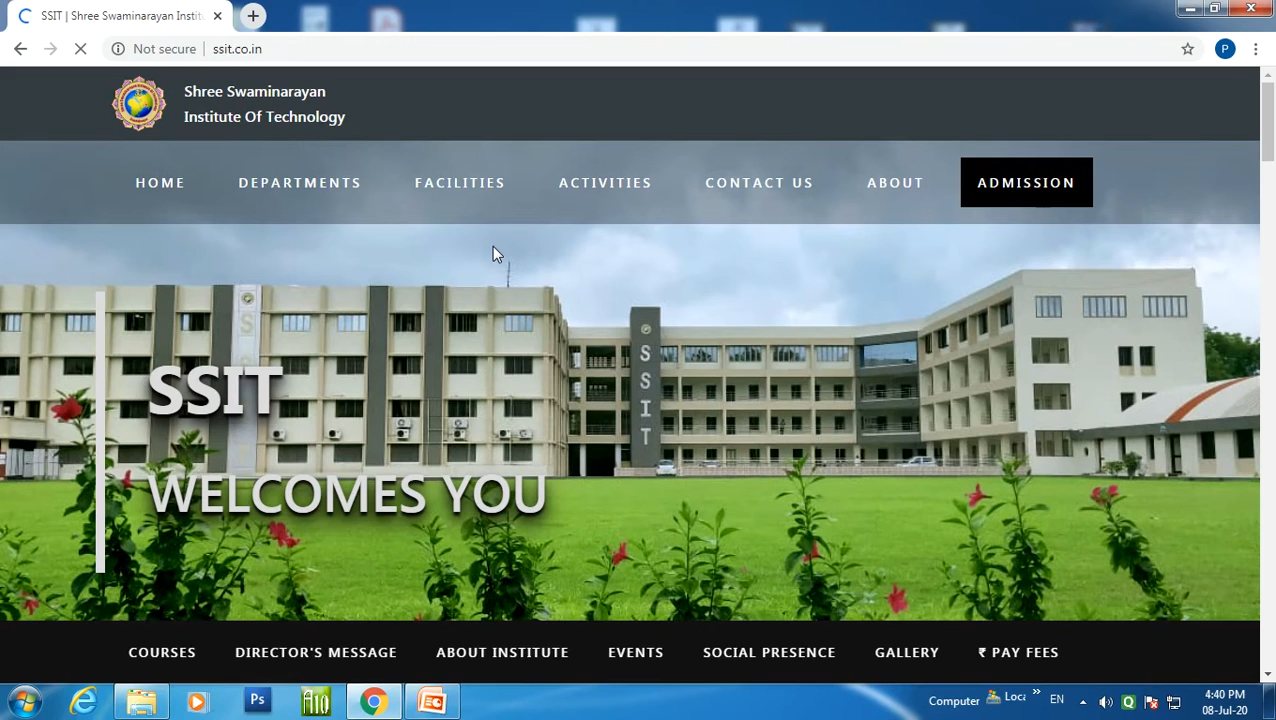 SSIT | Shree Swaminarayan Instit
Not secure
ssit.co.in
P
Shree Swaminarayan
Institute Of Technology
HOME
DEPARTMENTS
FACILITIES
ACTIVITIES
CONTACT US
ABOUT
ADMISSION
SSIT
SSIT
WELCOMES YOU
COURSES
DIRECTOR'S MESSAGE
ABOUT INSTITUTE
EVENTS
SOCIAL PRESENCE
GALLERY
₹ PAY FEES
Ps
Computer
Loca
»
EN
4:40 PM
08-Jul-20